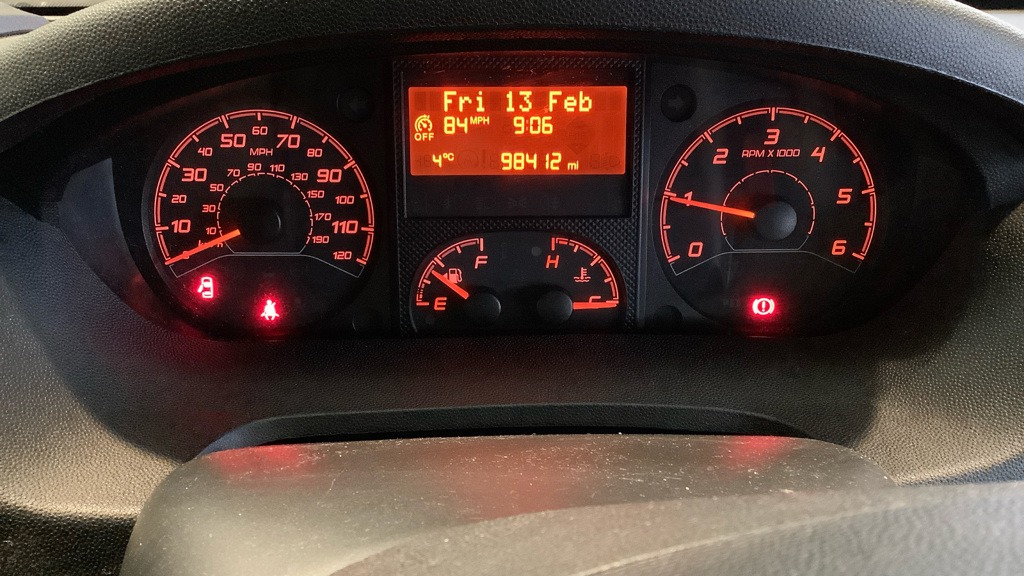 Fri 13 Feb
OFF 84 MPH 9:06
4°C 98412 mi
10 20 30 40 50 60 70 80 90 100 110 120
MPH
10 30 50 70 90 110 130 150 170 190
km/h
E F
H C
0 1 2 3 4 5 6
RPM X 1000